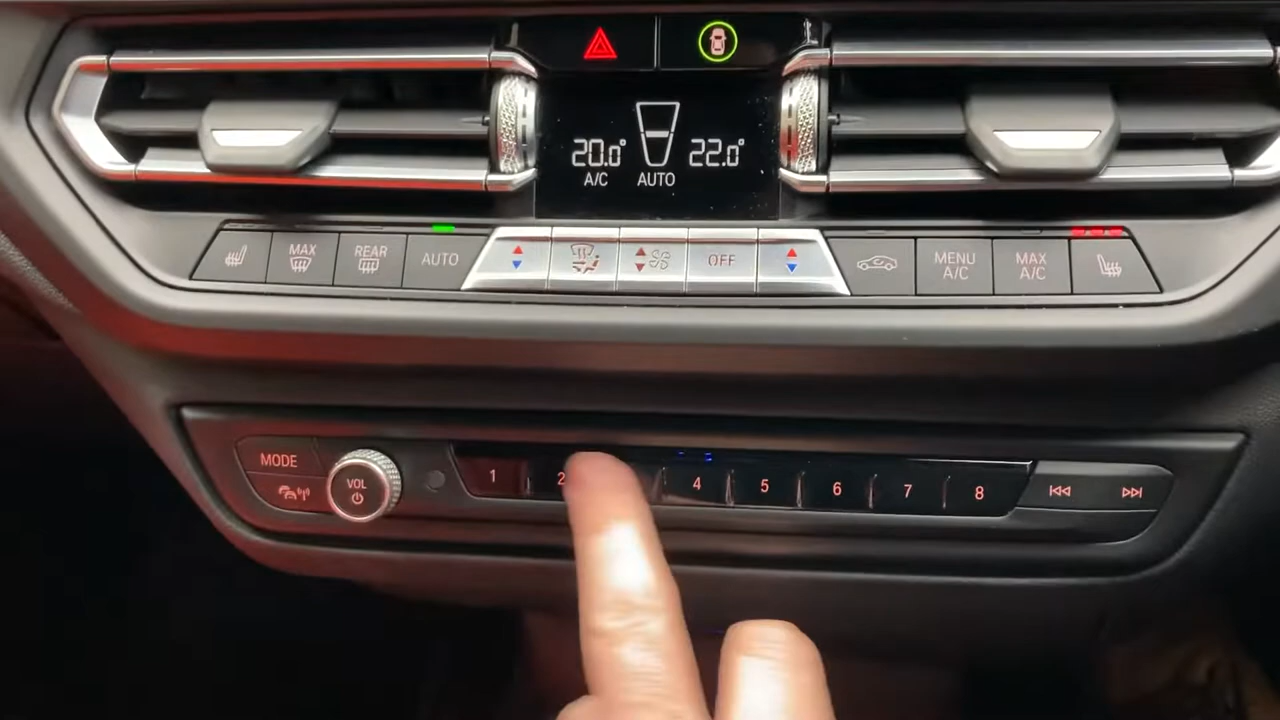 20.0° 22.0°
A/C AUTO
MAX
REAR
AUTO
OFF
MENU
A/C
MAX
A/C
MODE
VOL
1 2 4 5 6 7 8